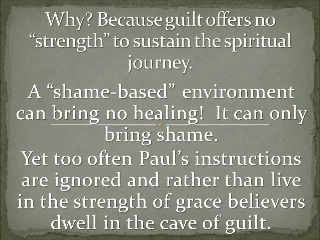 Why? Because guilt offers no
“strength” to sustain the spiritual
journey.
A “shame-based” environment
can bring no healing!  It can only
bring shame.
Yet too often Paul’s instructions
are ignored and rather than live
in the strength of grace believers
dwell in the cave of guilt.